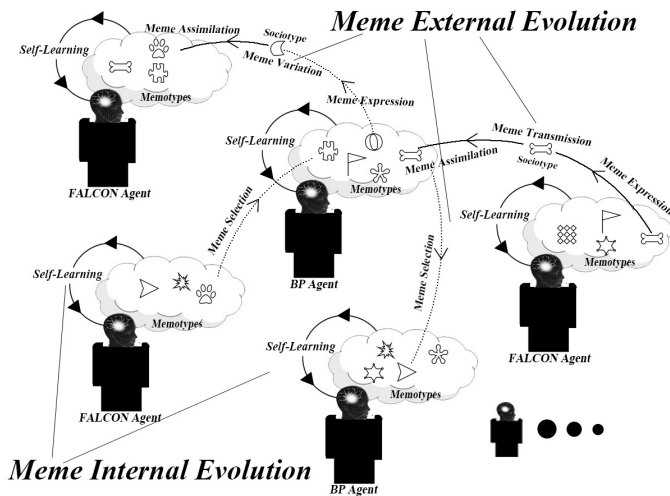 Meme External Evolution
Meme Assimilation
Sociotype
Self-Learning
Meme Variation
Memotypes
Meme Expression
FALCON Agent
Self-Learning
Meme Transmission
Meme Assimilation
Sociotype
Memotypes
Meme Expression
Meme Selection
BP Agent
Self-Learning
Memotypes
FALCON Agent
Self-Learning
Memotypes
FALCON Agent
Meme Selection
Self-Learning
Memotypes
BP Agent
Meme Internal Evolution